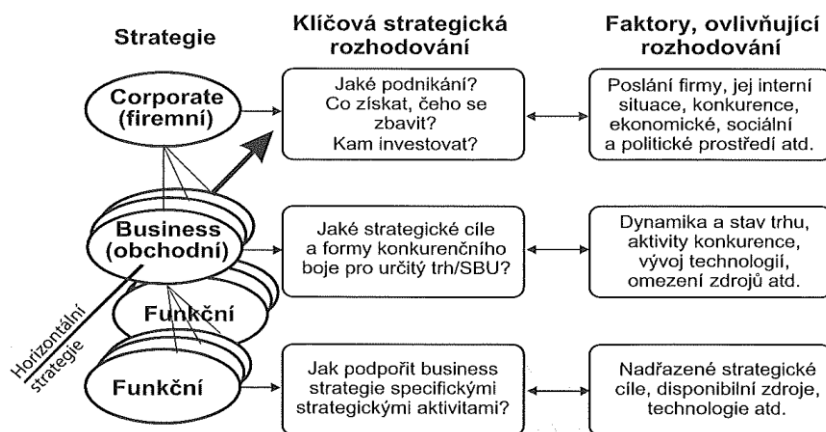 Strategie
Klíčová strategická
rozhodování
Faktory, ovlivňující
rozhodování
Corporate
(firemní)
Jaké podnikání?
Co získat, čeho se
zbavit?
Kam investovat?
Poslání firmy, jej interní
situace, konkurence,
ekonomické, sociální
a politické prostředí atd.
Business
(obchodní)
Jaké strategické cíle
a formy konkurenčního
boje pro určitý trh/SBU?
Dynamika a stav trhu,
aktivity konkurence,
vývoj technologií,
omezení zdrojů atd.
Funkční
Horizontální
strategie
Funkční
Jak podpořit business
strategie specifickými
strategickými aktivitami?
Nadřazené strategické
cíle, disponibilní zdroje,
technologie atd.